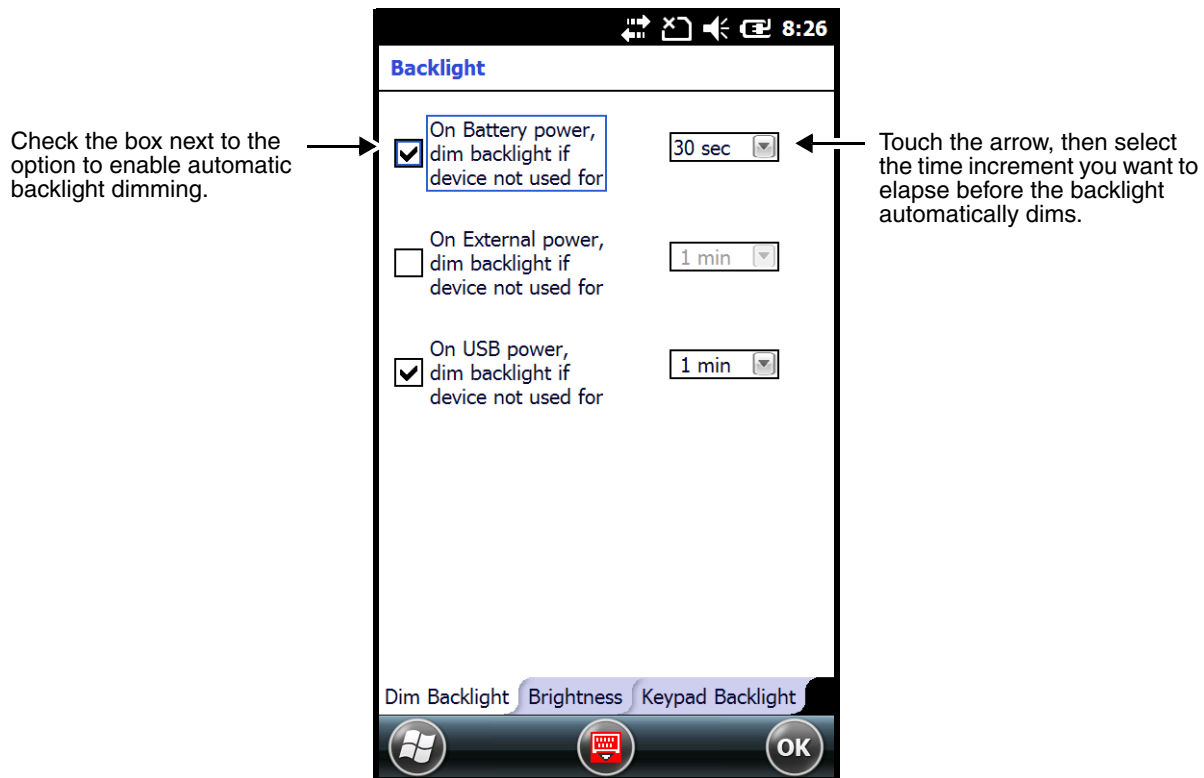 8:26
Backlight
Check the box next to the
option to enable automatic
backlight dimming.
On Battery power,
dim backlight if
device not used for
30 sec
Touch the arrow, then select
the time increment you want to
elapse before the backlight
automatically dims.
On External power,
dim backlight if
device not used for
1 min
On USB power,
dim backlight if
device not used for
1 min
Dim Backlight Brightness Keypad Backlight
OK